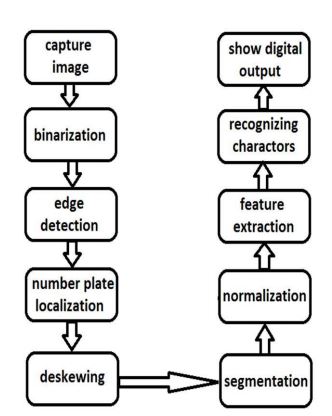 capture
image
binarization
edge
detection
number plate
localization
deskewing
segmentation
normalization
feature
extraction
recognizing
charactors
show digital
output